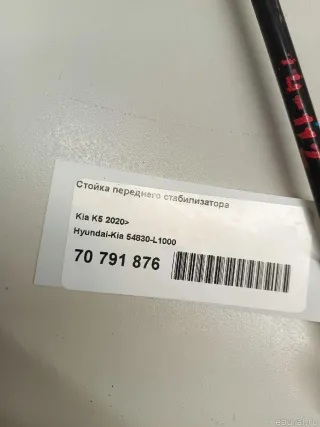 Стойка переднего стабилизатора
Kia K5 2020>
Hyundai-Kia 54830-L1000
70 791 876